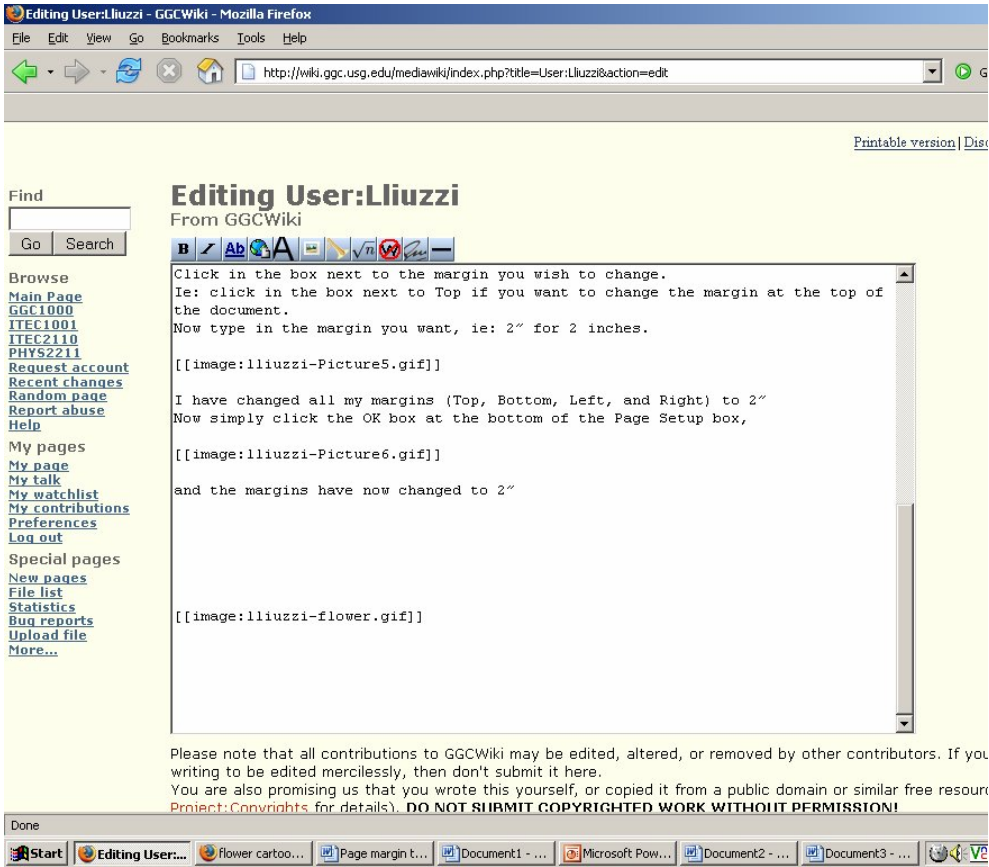 Editing User:Lliuzzi - GGCWiki - Mozilla Firefox
File Edit View Go Bookmarks Tools Help
http://wiki.ggc.usg.edu/mediawiki/index.php?title=User:Lliuzzi&action=edit
G
Printable version | Disc
Find
Go Search
Browse
Main Page
GGC1000
ITEC1001
ITEC2110
PHYS2211
Request account
Recent changes
Random page
Report abuse
Help
My pages
My page
My talk
My watchlist
My contributions
Preferences
Log out
Special pages
New pages
File list
Statistics
Bug reports
Upload file
More...
Editing User:Lliuzzi
From GGCWiki
B I Ab A √n W
Click in the box next to the margin you wish to change.
Ie: click in the box next to Top if you want to change the margin at the top of
the document.
Now type in the margin you want, ie: 2″ for 2 inches.
[[image:lliuzzi-Picture5.gif]]
I have changed all my margins (Top, Bottom, Left, and Right) to 2″
Now simply click the OK box at the bottom of the Page Setup box,
[[image:lliuzzi-Picture6.gif]]
and the margins have now changed to 2″
[[image:lliuzzi-flower.gif]]
Please note that all contributions to GGCWiki may be edited, altered, or removed by other contributors. If you
writing to be edited mercilessly, then don't submit it here.
You are also promising us that you wrote this yourself, or copied it from a public domain or similar free resourc
Project:Copyrights for details). DO NOT SUBMIT COPYRIGHTED WORK WITHOUT PERMISSION!
Done
Start Editing User:... flower cartoo... Page margin t... Document1 - ... Microsoft Pow... Document2 - ... Document3 - ...